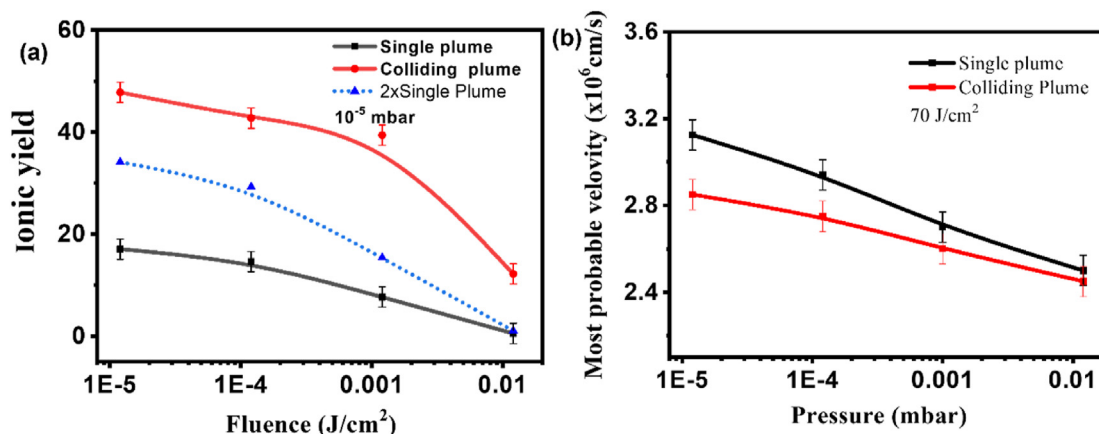 (a)
60
40
20
0
Ionic yield
Single plume
Colliding plume
2xSingle Plume
10-5 mbar
1E-5
1E-4
0.001
0.01
Fluence (J/cm2)
(b)
3.6
3.2
2.8
2.4
Most probable velovity (x106cm/s)
Single plume
Colliding Plume
70 J/cm2
1E-5
1E-4
0.001
0.01
Pressure (mbar)